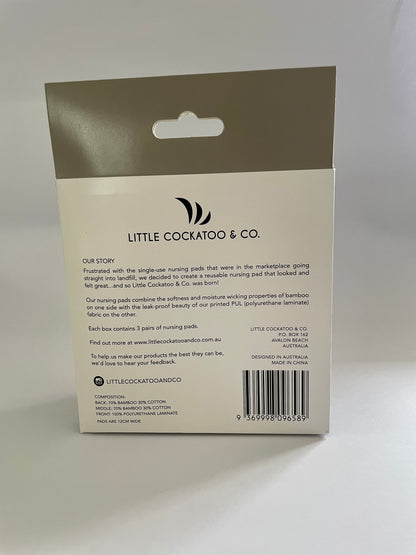 LITTLE COCKATOO & CO.
OUR STORY
Frustrated with the single-use nursing pads that were in the marketplace going
straight into landfill, we decided to create a reusable nursing pad that looked and
felt great...and so Little Cockatoo & Co. was born!
Our nursing pads combine the softness and moisture wicking properties of bamboo
on one side with the leak-proof beauty of our printed PUL (polyurethane laminate)
fabric on the other.
Each box contains 3 pairs of nursing pads.
Find out more at www.littlecockatooandco.com.au
To help us make our products the best they can be,
we'd love to hear your feedback.
LITTLECOCKATOOANDCO
COMPOSITION:
BACK: 70% BAMBOO 30% COTTON
MIDDLE: 70% BAMBOO 30% COTTON
FRONT: 100% POLYURETHANE LAMINATE
PADS ARE 12CM WIDE
LITTLE COCKATOO & CO.
P.O. BOX 162
AVALON BEACH
AUSTRALIA
DESIGNED IN AUSTRALIA
MADE IN CHINA
9 369998 096589